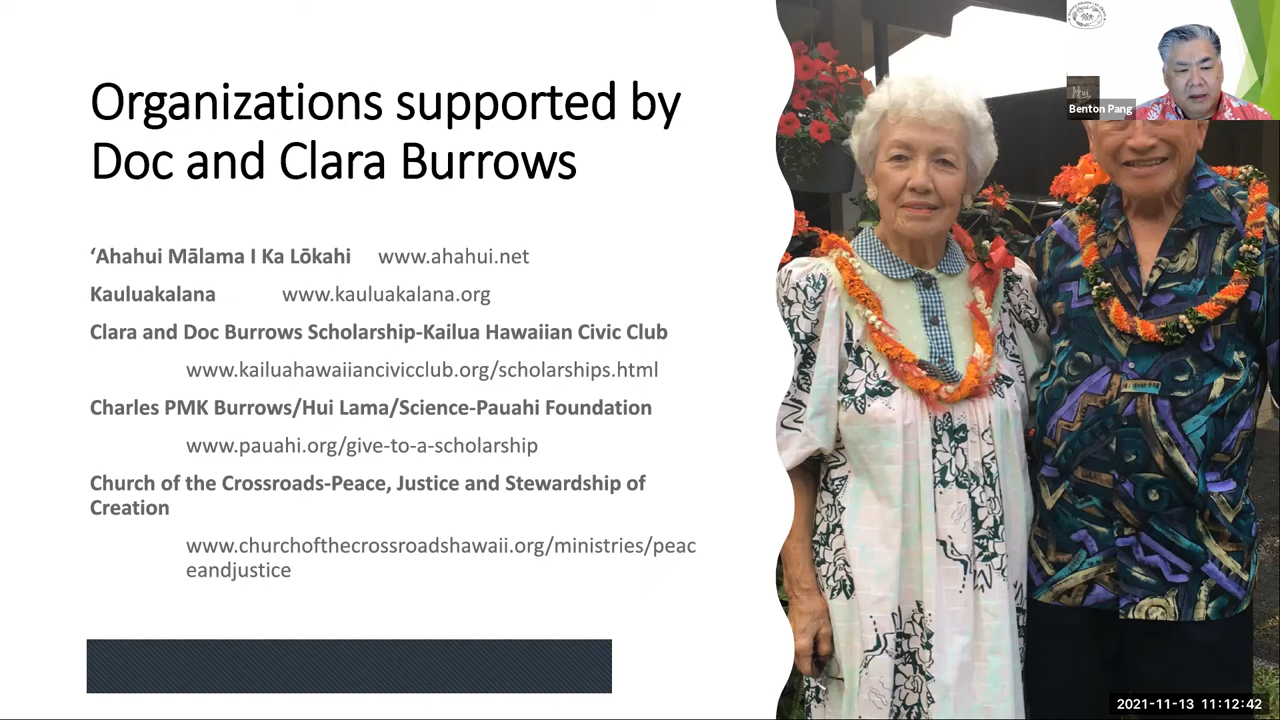 Organizations supported by
Doc and Clara Burrows
‘Ahahui Mālama I Ka Lōkahi www.ahahui.net
Kauluakalana www.kauluakalana.org
Clara and Doc Burrows Scholarship-Kailua Hawaiian Civic Club
www.kailuahawaiiancivicclub.org/scholarships.html
Charles PMK Burrows/Hui Lama/Science-Pauahi Foundation
www.pauahi.org/give-to-a-scholarship
Church of the Crossroads-Peace, Justice and Stewardship of
Creation
www.churchofthecrossroadshawaii.org/ministries/peac
eandjustice
Benton Pang
2021-11-13 11:12:42